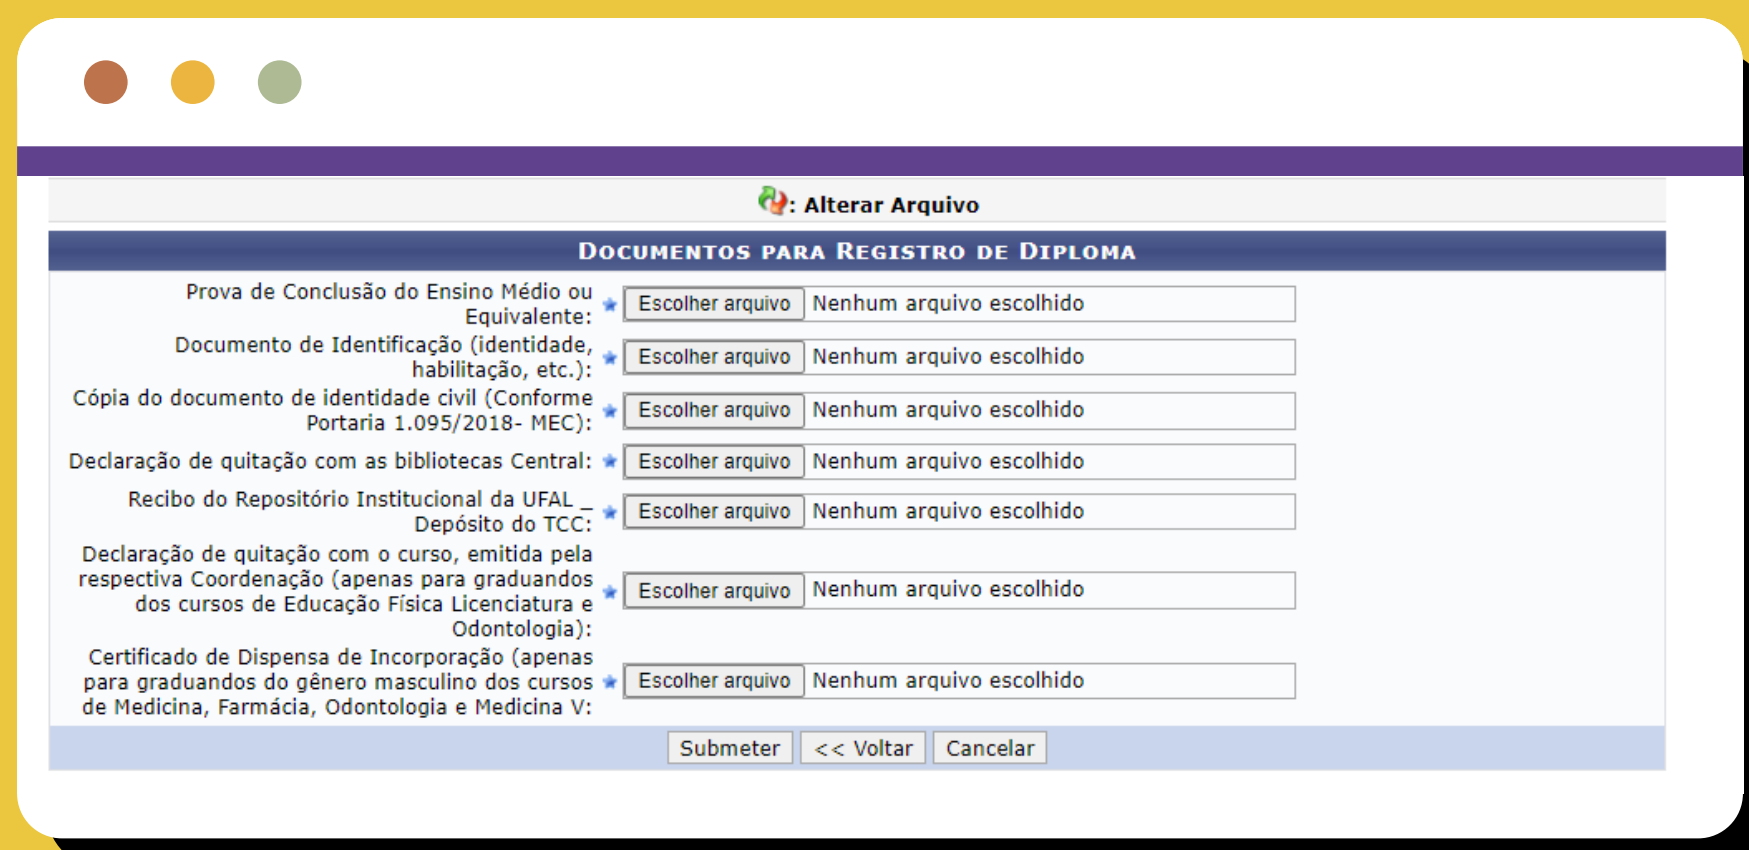 : Alterar Arquivo
Documentos para Registro de Diploma
Prova de Conclusão do Ensino Médio ou
Equivalente:
Escolher arquivo Nenhum arquivo escolhido
Documento de Identificação (identidade,
habilitação, etc.):
Escolher arquivo Nenhum arquivo escolhido
Cópia do documento de identidade civil (Conforme
Portaria 1.095/2018- MEC):
Escolher arquivo Nenhum arquivo escolhido
Declaração de quitação com as bibliotecas Central:
Escolher arquivo Nenhum arquivo escolhido
Recibo do Repositório Institucional da UFAL _
Depósito do TCC:
Escolher arquivo Nenhum arquivo escolhido
Declaração de quitação com o curso, emitida pela
respectiva Coordenação (apenas para graduandos
dos cursos de Educação Física Licenciatura e
Odontologia):
Escolher arquivo Nenhum arquivo escolhido
Certificado de Dispensa de Incorporação (apenas
para graduandos do gênero masculino dos cursos
de Medicina, Farmácia, Odontologia e Medicina V:
Escolher arquivo Nenhum arquivo escolhido
Submeter << Voltar Cancelar